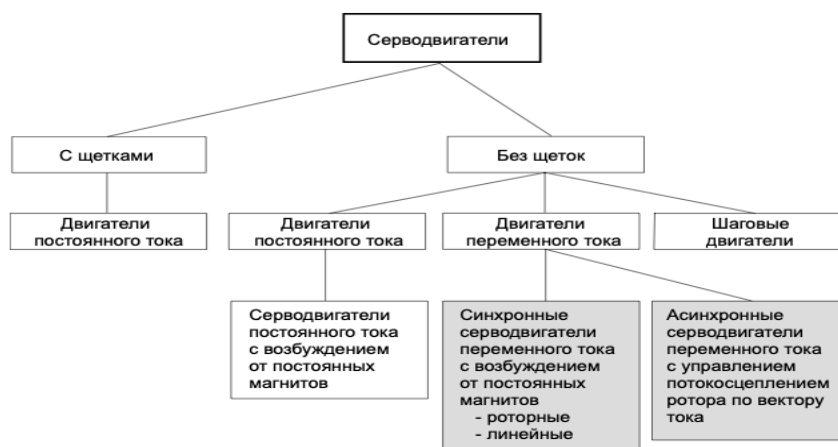 Серводвигатели
С щетками
Без щеток
Двигатели
постоянного тока
Двигатели
постоянного тока
Двигатели
переменного тока
Шаговые
двигатели
Серводвигатели
постоянного тока
с возбуждением
от постоянных
магнитов
Синхронные
серводвигатели
переменного тока
с возбуждением
от постоянных
магнитов
- роторные
- линейные
Асинхронные
серводвигатели
переменного тока
с управлением
потокосцеплением
ротора по вектору
тока